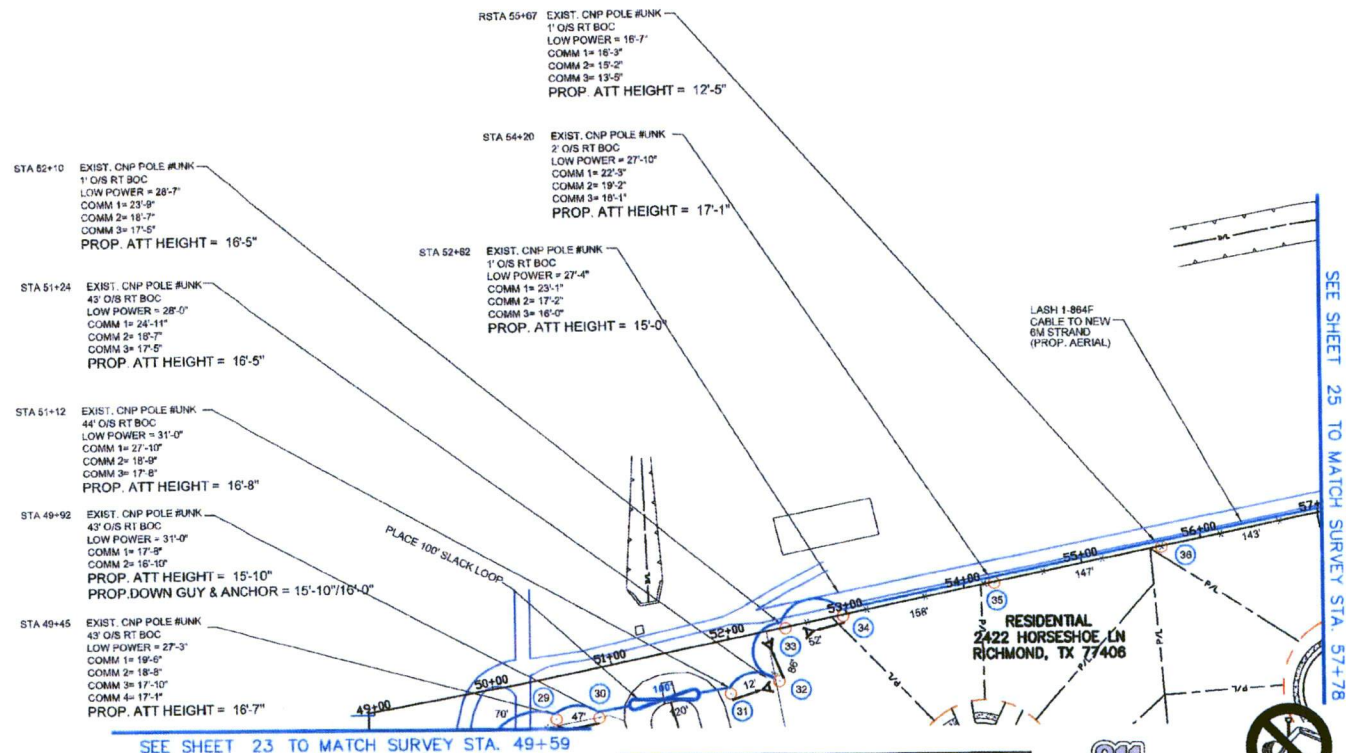 RSTA 55+67 EXIST. CNP POLE #UNK
1' O/S RT BOC
LOW POWER = 16'-7"
COMM 1= 16'-3"
COMM 2= 15'-2"
COMM 3= 13'-5"
PROP. ATT HEIGHT = 12'-5"
STA 54+20 EXIST. CNP POLE #UNK
2' O/S RT BOC
LOW POWER = 27'-10"
COMM 1= 22'-3"
COMM 2= 19'-2"
COMM 3= 18'-1"
PROP. ATT HEIGHT = 17'-1"
STA 52+10 EXIST. CNP POLE #UNK
1' O/S RT BOC
LOW POWER = 28'-7"
COMM 1= 23'-9"
COMM 2= 18'-7"
COMM 3= 17'-5"
PROP. ATT HEIGHT = 16'-5"
STA 52+62 EXIST. CNP POLE #UNK
1' O/S RT BOC
LOW POWER = 27'-4"
COMM 1= 23'-1"
COMM 2= 17'-2"
COMM 3= 16'-0"
PROP. ATT HEIGHT = 15'-0"
STA 51+24 EXIST. CNP POLE #UNK
43' O/S RT BOC
LOW POWER = 28'-0"
COMM 1= 24'-11"
COMM 2= 18'-7"
COMM 3= 17'-5"
PROP. ATT HEIGHT = 16'-5"
LASH 1-864F
CABLE TO NEW
6M STRAND
(PROP. AERIAL)
STA 51+12 EXIST. CNP POLE #UNK
44' O/S RT BOC
LOW POWER = 31'-0"
COMM 1= 27'-10"
COMM 2= 18'-9"
COMM 3= 17'-8"
PROP. ATT HEIGHT = 16'-8"
STA 49+92 EXIST. CNP POLE #UNK
43' O/S RT BOC
LOW POWER = 31'-0"
COMM 1= 17'-8"
COMM 2= 16'-10"
PROP. ATT HEIGHT = 15'-10"
PROP.DOWN GUY & ANCHOR = 15'-10"/16'-0"
STA 49+45 EXIST. CNP POLE #UNK
43' O/S RT BOC
LOW POWER = 27'-3"
COMM 1= 19'-6"
COMM 2= 18'-8"
COMM 3= 17'-10"
COMM 4= 17'-1"
PROP. ATT HEIGHT = 16'-7"
PLACE 100' SLACK LOOP
49+00
50+00
51+00
52+00
53+00
54+00
55+00
56+00
29
30
31
32
33
34
35
36
70'
47'
100'
120'
12'
86'
52'
158'
147'
143'
P/L
P/L
P/L
P/L
P/L
P/L
RESIDENTIAL
2422 HORSESHOE LN
RICHMOND, TX 77406
SEE SHEET 25 TO MATCH SURVEY STA. 57+78
SEE SHEET 23 TO MATCH SURVEY STA. 49+59